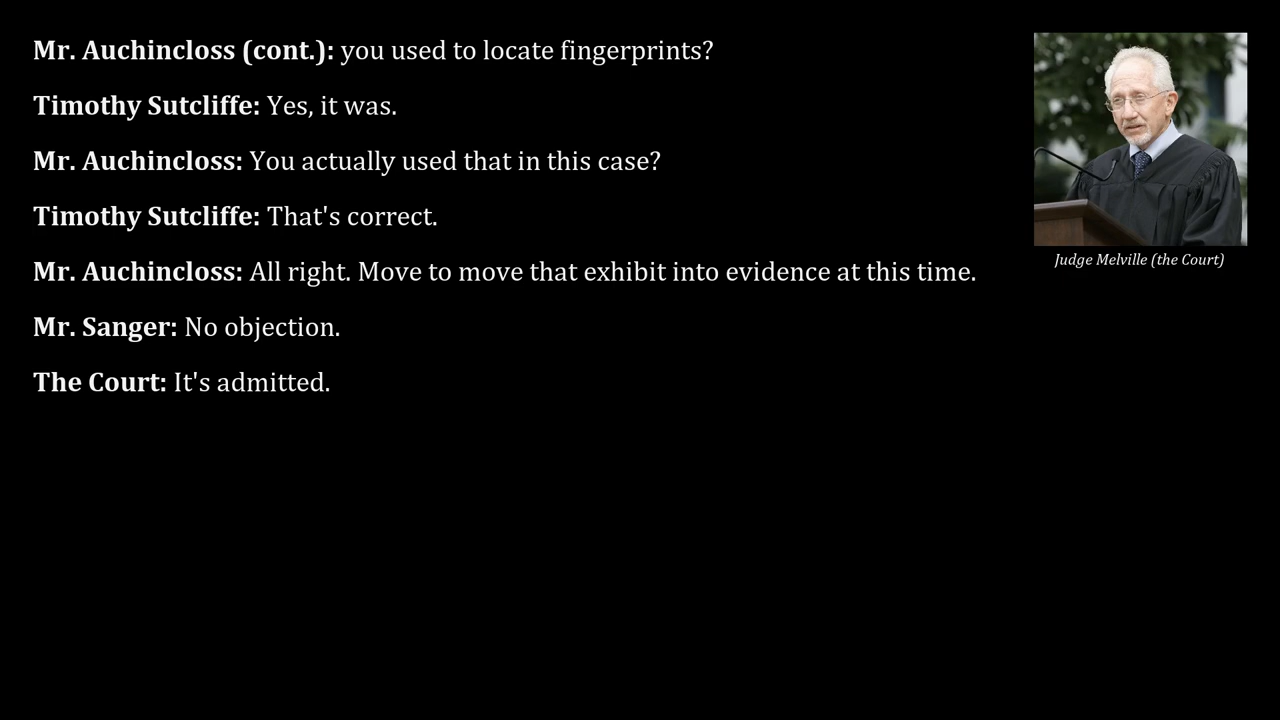 Mr. Auchincloss (cont.): you used to locate fingerprints?
Timothy Sutcliffe: Yes, it was.
Mr. Auchincloss: You actually used that in this case?
Timothy Sutcliffe: That's correct.
Mr. Auchincloss: All right. Move to move that exhibit into evidence at this time.
Mr. Sanger: No objection.
The Court: It's admitted.
Judge Melville (the Court)